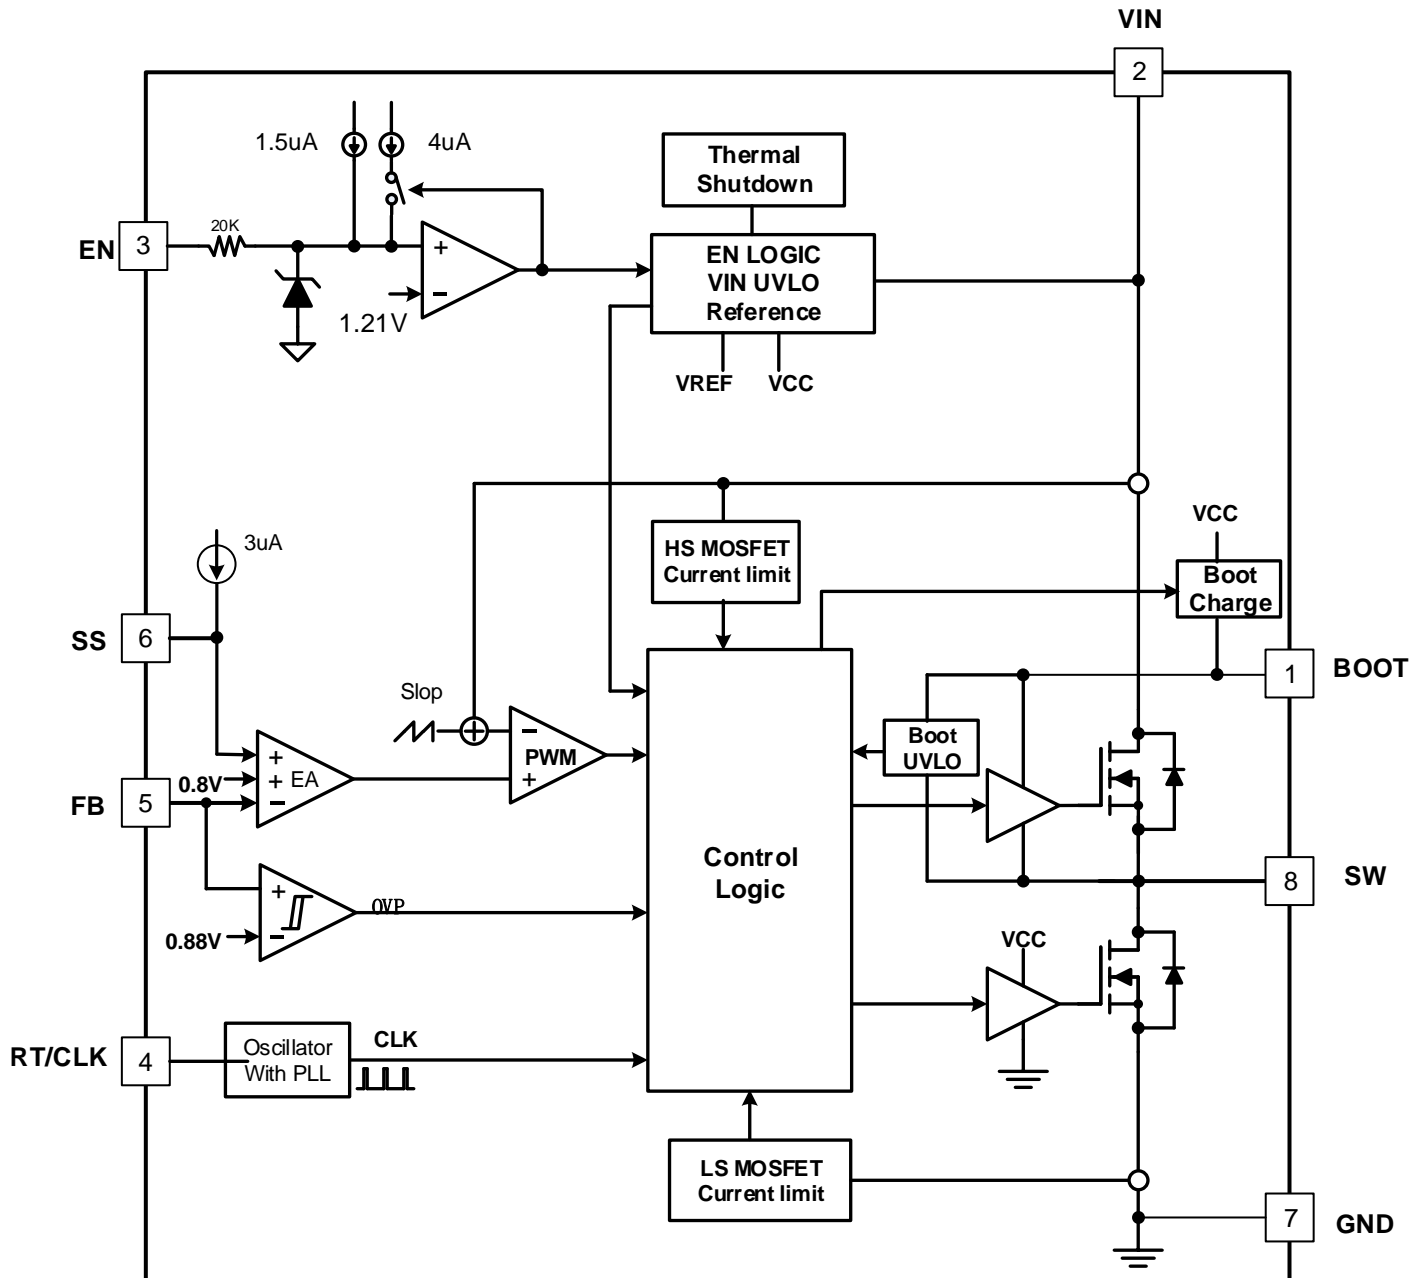 VIN
2
1.5uA
4uA
Thermal
Shutdown
EN
3
20K
+
−
1.21V
EN LOGIC
VIN UVLO
Reference
VREF
VCC
3uA
HS MOSFET
Current limit
VCC
Boot
Charge
SS
6
1
BOOT
Slop
+
−
PWM
+
Boot
UVLO
+
+
EA
−
0.8V
FB
5
Control
Logic
8
SW
+
−
0.88V
OVP
VCC
RT/CLK
4
Oscillator
With PLL
CLK
LS MOSFET
Current limit
7
GND